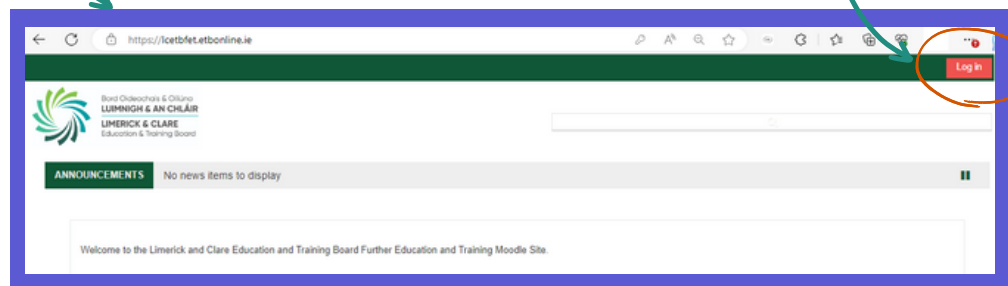 https://lcetbfet.etbonline.ie
Log in
Bord Oideachais & Oiliúna
LUIMNIGH & AN CHLÁIR
LIMERICK & CLARE
Education & Training Board
ANNOUNCEMENTS No news items to display
Welcome to the Limerick and Clare Education and Training Board Further Education and Training Moodle Site.